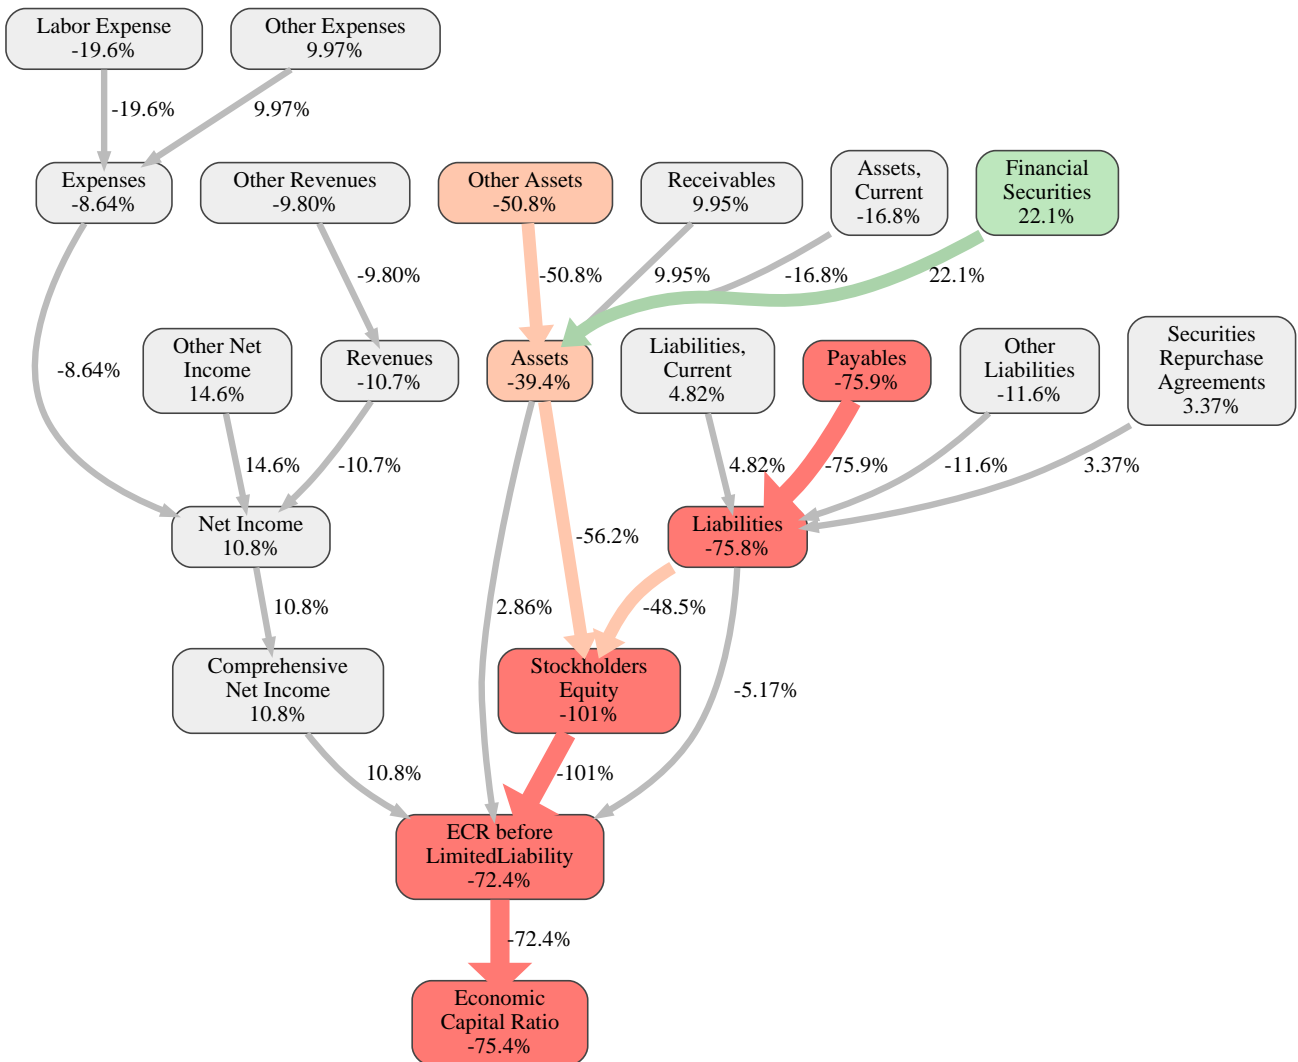 Labor Expense
-19.6%
Other Expenses
9.97%
-19.6%
9.97%
Expenses
-8.64%
Other Revenues
-9.80%
Other Assets
-50.8%
Receivables
9.95%
Assets,
Current
-16.8%
Financial
Securities
22.1%
-9.80%
-50.8%
9.95%
-16.8%
22.1%
-8.64%
Other Net
Income
14.6%
Revenues
-10.7%
Assets
-39.4%
Liabilities,
Current
4.82%
Payables
-75.9%
Other
Liabilities
-11.6%
Securities
Repurchase
Agreements
3.37%
14.6%
-10.7%
4.82%
-75.9%
-11.6%
3.37%
Net Income
10.8%
-56.2%
Liabilities
-75.8%
10.8%
2.86%
-48.5%
Comprehensive
Net Income
10.8%
Stockholders
Equity
-101%
-5.17%
10.8%
-101%
ECR before
LimitedLiability
-72.4%
-72.4%
Economic
Capital Ratio
-75.4%